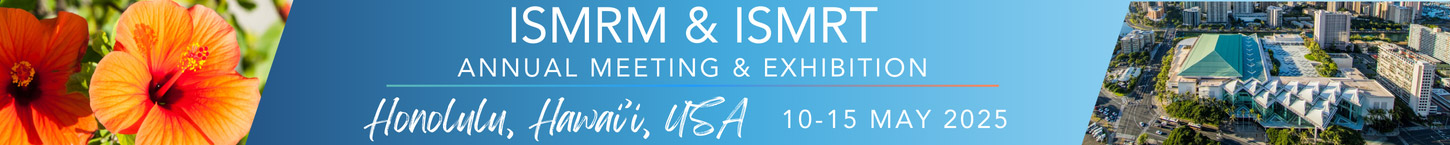 ISMRM & ISMRT
ANNUAL MEETING & EXHIBITION
Honolulu, Hawai'i, USA 10-15 MAY 2025